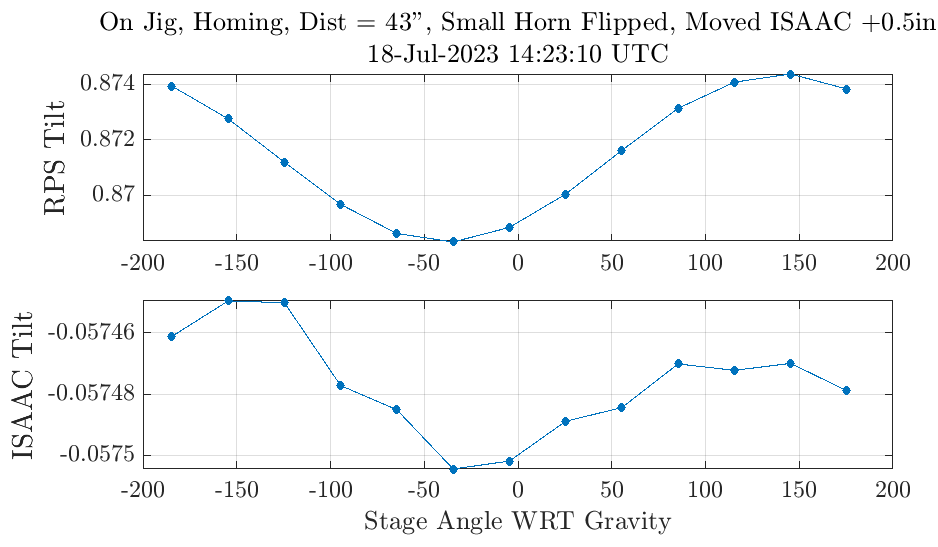 On Jig, Homing, Dist = 43”, Small Horn Flipped, Moved ISAAC +0.5in
18-Jul-2023 14:23:10 UTC
0.874
0.872
0.87
RPS Tilt
-200 -150 -100 -50 0 50 100 150 200
-0.05746
-0.05748
-0.0575
ISAAC Tilt
-200 -150 -100 -50 0 50 100 150 200
Stage Angle WRT Gravity